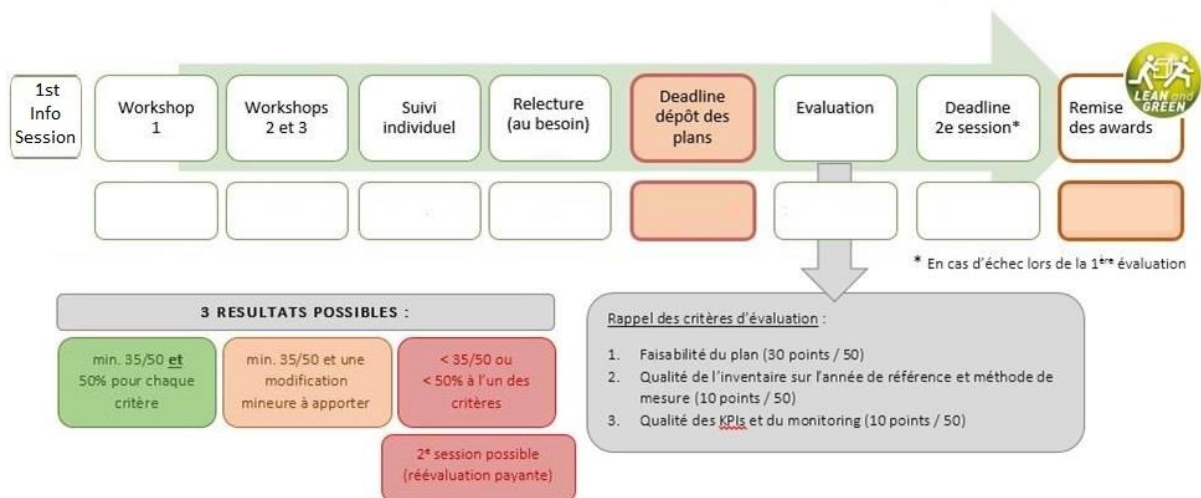 1st
Info
Session
Workshop
1
Workshops
2 et 3
Suivi
individuel
Relecture
(au besoin)
Deadline
dépôt des
plans
Evaluation
Deadline
2e session*
Remise
des awards
LEAN and
GREEN
* En cas d'échec lors de la 1ère évaluation
3 RESULTATS POSSIBLES :
min. 35/50 et
50% pour chaque
critère
min. 35/50 et une
modification
mineure à apporter
< 35/50 ou
< 50% à l'un des
critères
2e session possible
(réévaluation payante)
Rappel des critères d'évaluation :
1. Faisabilité du plan (30 points / 50)
2. Qualité de l'inventaire sur l'année de référence et méthode de
mesure (10 points / 50)
3. Qualité des KPIs et du monitoring (10 points / 50)